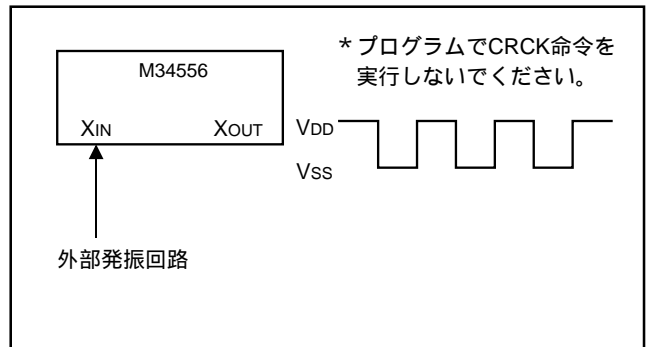 M34556
XIN
XOUT
外部発振回路
＊プログラムでCRCK命令を
実行しないでください。
VDD
VSS